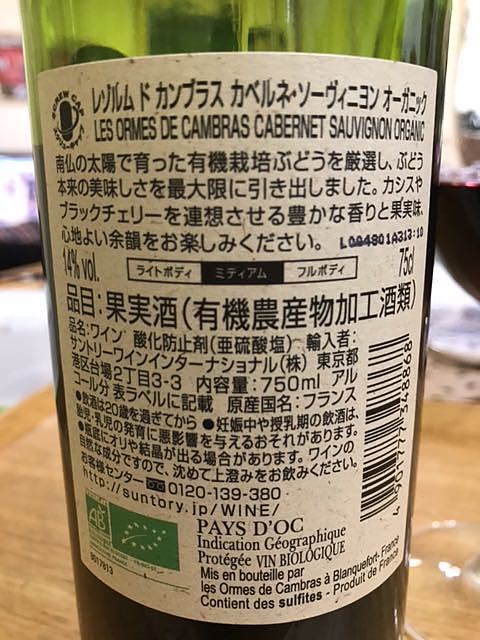 SCREW CAP
レゾルム ド カンブラス カベルネ・ソーヴィニヨン オーガニック
LES ORMES DE CAMBRAS CABERNET SAUVIGNON ORGANIC
南仏の太陽で育った有機栽培ぶどうを厳選し、ぶどう
本来の美味しさを最大限に引き出しました。カシスや
ブラックチェリーを連想させる豊かな香りと果実味、
心地よい余韻をお楽しみください。
14% vol.
ライトボディ ミディアム フルボディ
75cl
品目:果実酒(有機農産物加工酒類)
品名:ワイン 酸化防止剤(亜硫酸塩) 輸入者:
サントリーワインインターナショナル(株) 東京都
港区台場2丁目3-3 内容量:750ml アル
コール分 表ラベルに記載 原産国名:フランス
●飲酒は20歳を過ぎてから ●妊娠中や授乳期の飲酒は、
胎児・乳児の発育に悪影響を与えるおそれがあります。
●瓶底にオリや結晶が出る場合があります。ワインの
自然な成分ですので、沈めて上澄みをお飲みください。
お客様センター 0120-139-380
http://suntory.jp/WINE/
4 901777 348868
PAYS D'OC
Indication Géographique
Protégée VIN BIOLOGIQUE
Mis en bouteille par
les Ormes de Cambras à Blanquefort- France
Contient des sulfites - Produit de France